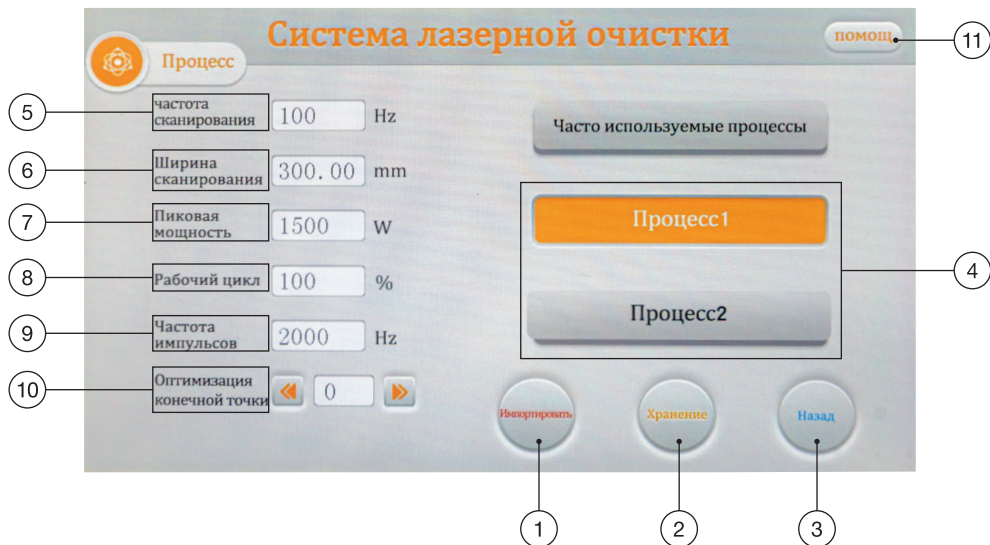 Система лазерной очистки
помощ
11
Процесс
5
частота
сканирования
100
Hz
6
Ширина
сканирования
300.00
mm
7
Пиковая
мощность
1500
W
8
Рабочий цикл
100
%
9
Частота
импульсов
2000
Hz
10
Оптимизация
конечной точки
0
Часто используемые процессы
Процесс1
Процесс2
4
Импортировать
Хранение
Назад
1
2
3